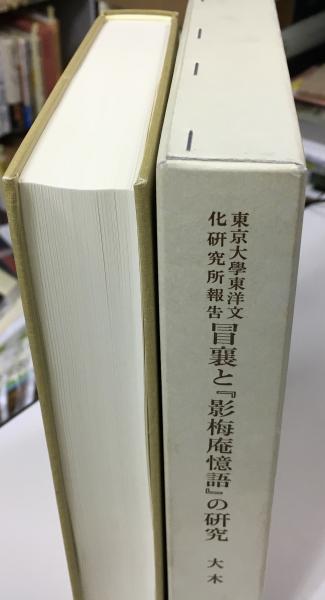 東京大學東洋文
化研究所報告
冒襄と『影梅庵憶語』の研究
大木